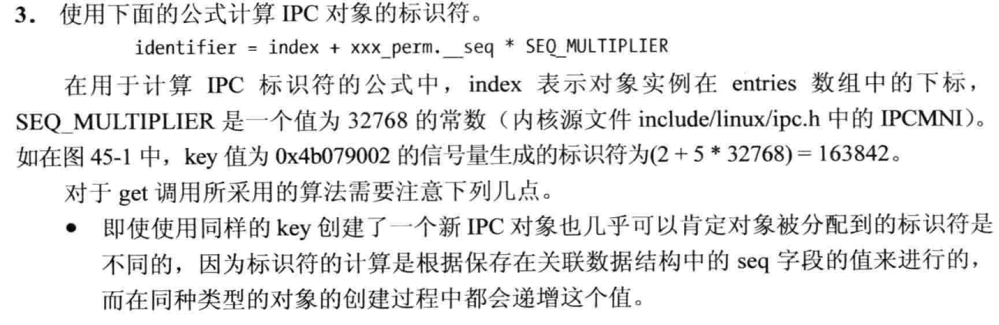 3. 使用下面的公式计算 IPC 对象的标识符。
identifier = index + xxx_perm.__seq * SEQ_MULTIPLIER
在用于计算 IPC 标识符的公式中，index 表示对象实例在 entries 数组中的下标，
SEQ_MULTIPLIER 是一个值为 32768 的常数（内核源文件 include/linux/ipc.h 中的 IPCMNI）。
如在图 45-1 中，key 值为 0x4b079002 的信号量生成的标识符为(2 + 5 * 32768) = 163842。
对于 get 调用所采用的算法需要注意下列几点。
● 即使使用同样的 key 创建了一个新 IPC 对象也几乎可以肯定对象被分配到的标识符是
不同的，因为标识符的计算是根据保存在关联数据结构中的 seq 字段的值来进行的，
而在同种类型的对象的创建过程中都会递增这个值。